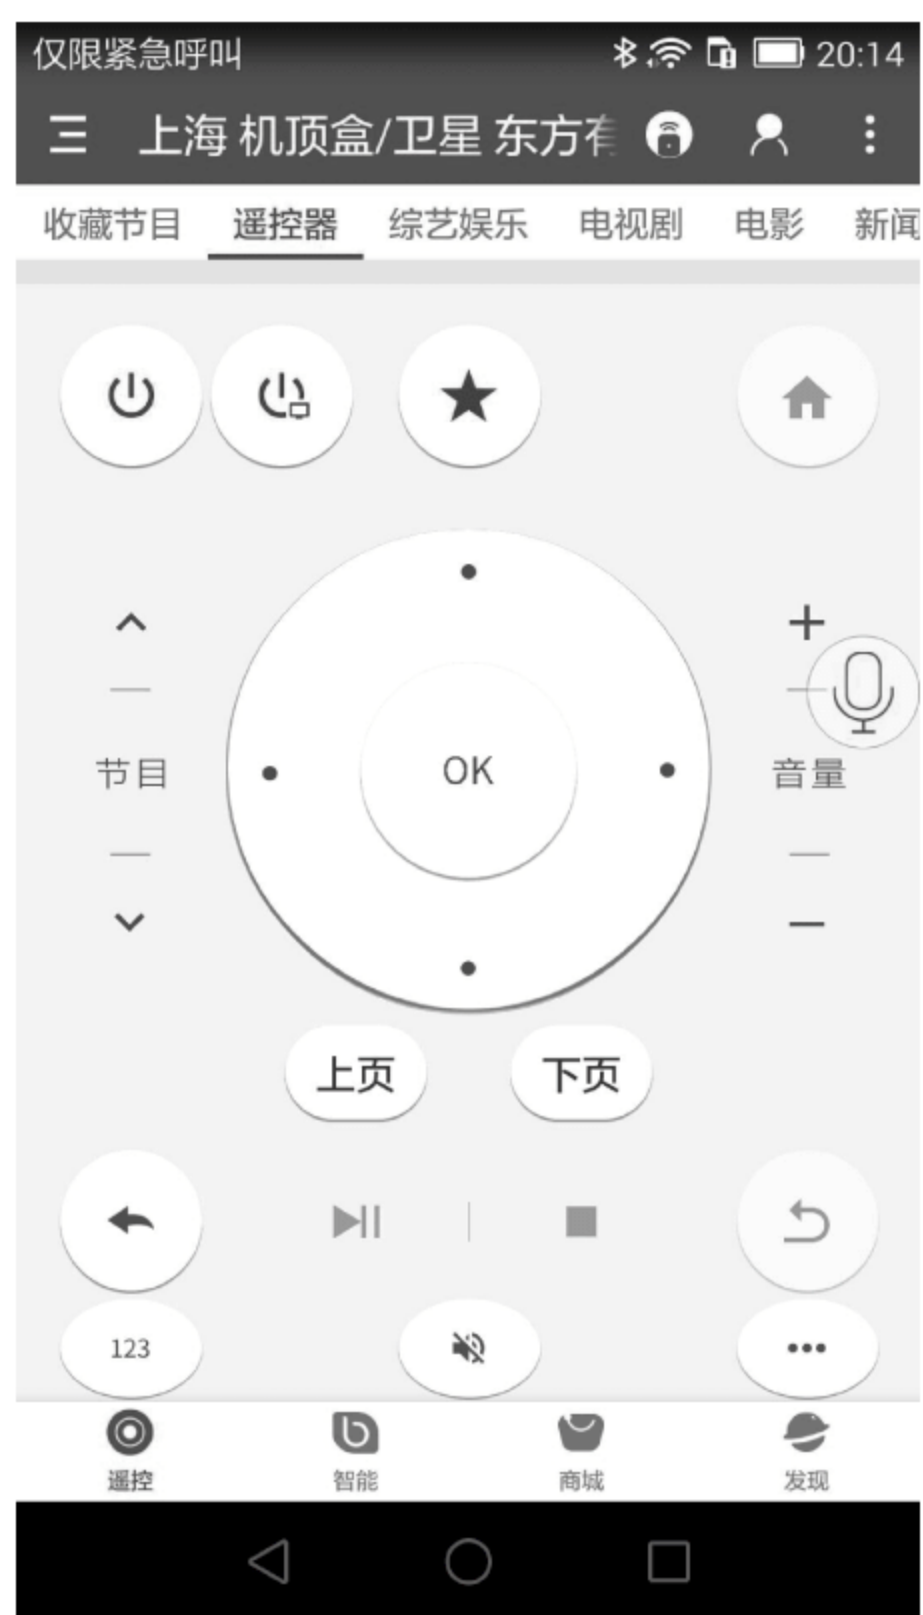 仅限紧急呼叫 20:14
上海 机顶盒/卫星 东方有
收藏节目 遥控器 综艺娱乐 电视剧 电影 新闻
节目 OK 音量
上页 下页
123
遥控 智能 商城 发现